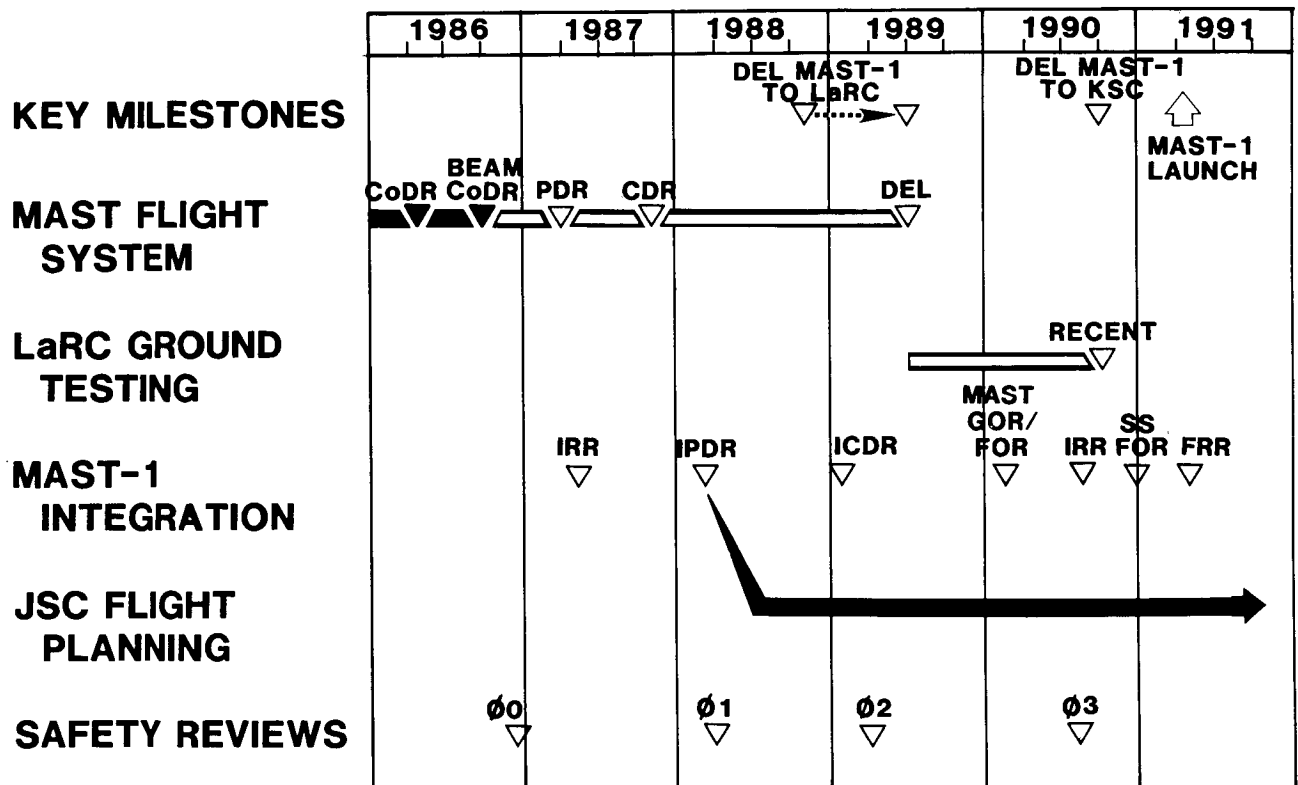 1986 1987 1988 1989 1990 1991
KEY MILESTONES
DEL MAST-1
TO LaRC
DEL MAST-1
TO KSC
MAST-1
LAUNCH
MAST FLIGHT
SYSTEM
CoDR
BEAM
CoDR
PDR
CDR
DEL
LaRC GROUND
TESTING
RECENT
MAST-1
INTEGRATION
IRR
IPDR
ICDR
MAST
GOR/
FOR
IRR
SS
FOR
FRR
JSC FLIGHT
PLANNING
SAFETY REVIEWS
Ø0
Ø1
Ø2
Ø3